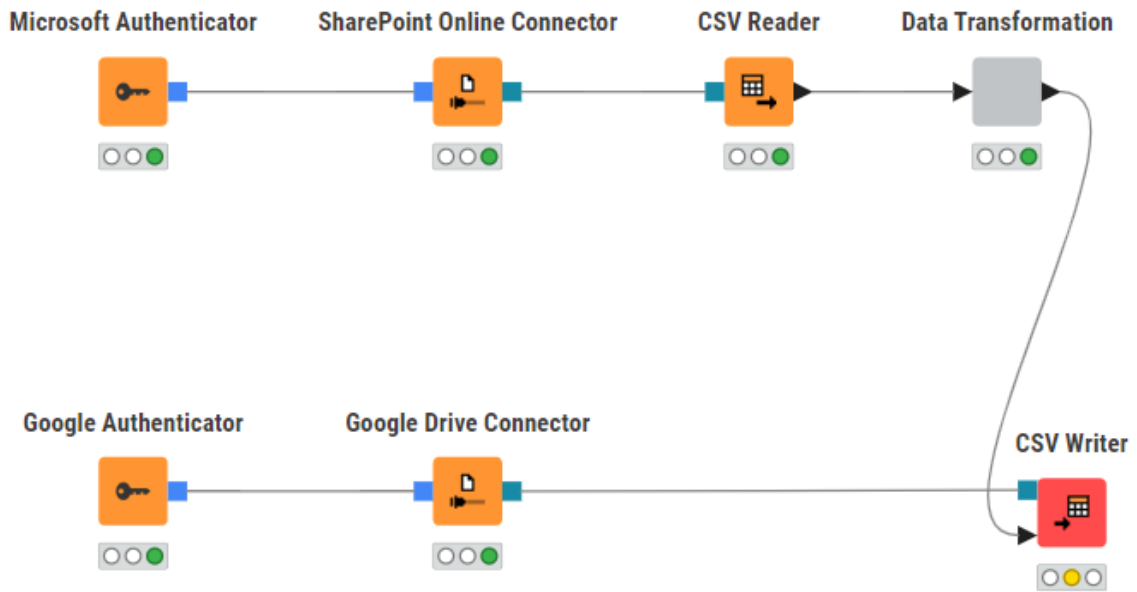 Microsoft Authenticator
SharePoint Online Connector
CSV Reader
Data Transformation
Google Authenticator
Google Drive Connector
CSV Writer